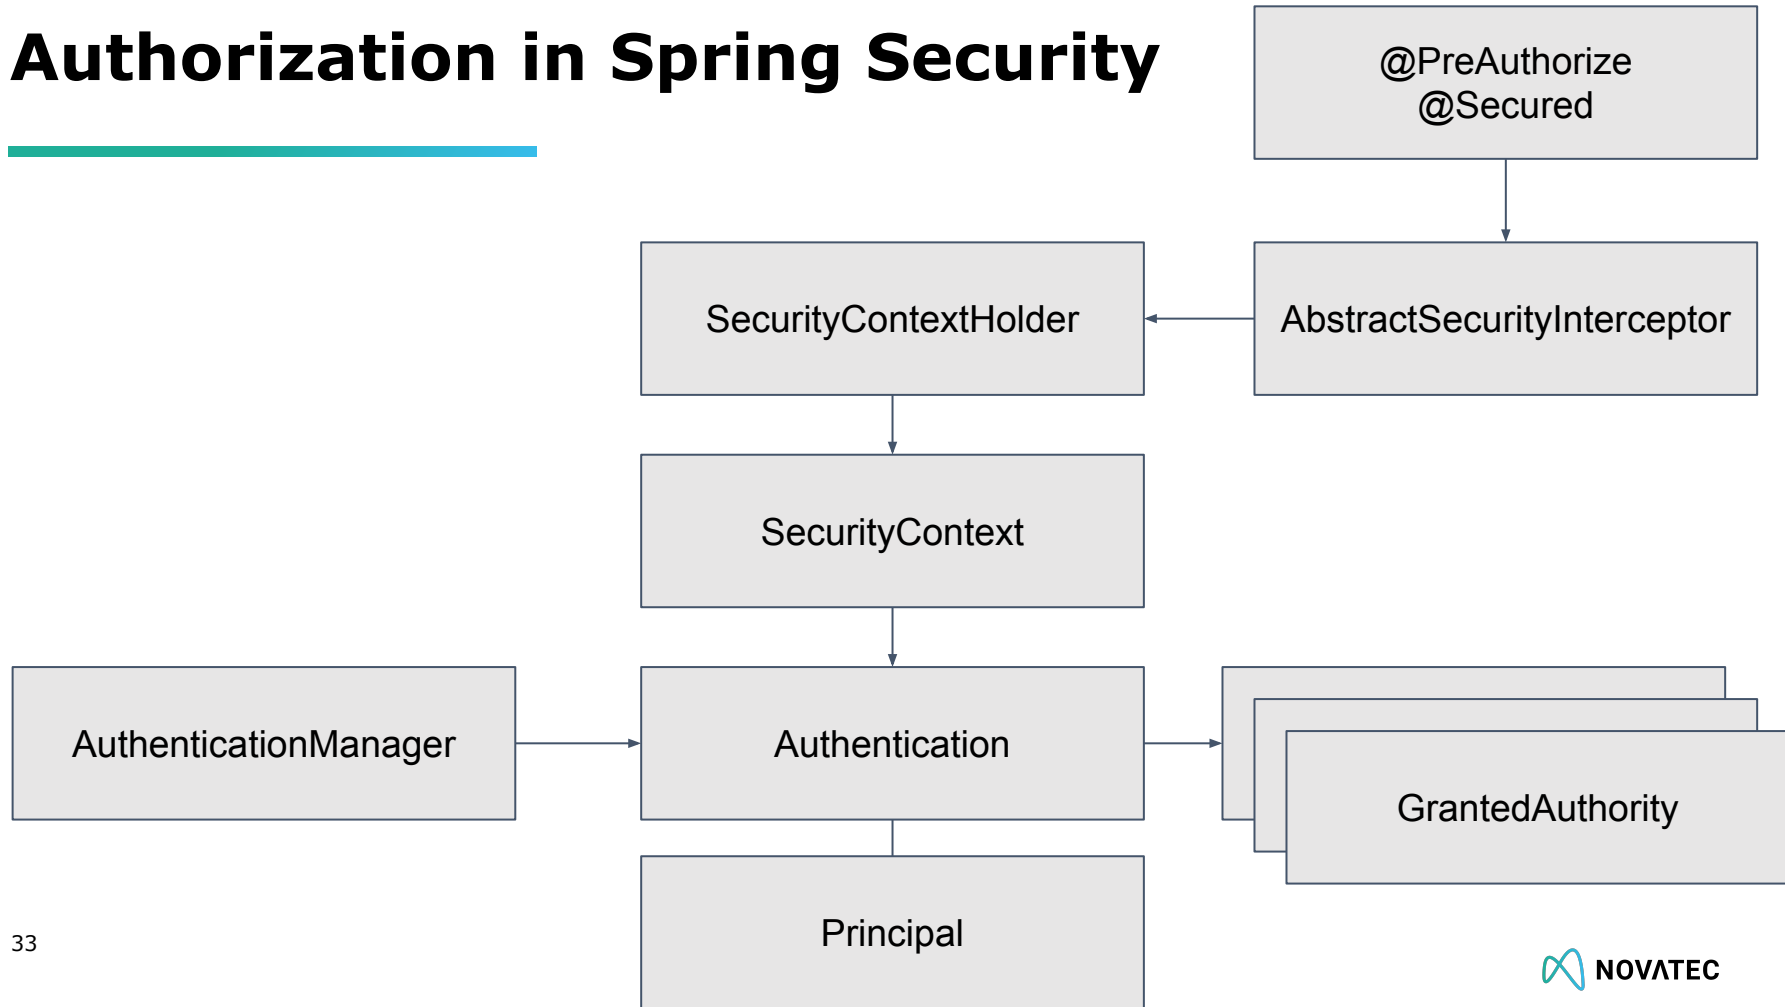 Authorization in Spring Security
@PreAuthorize
@Secured
SecurityContextHolder
AbstractSecurityInterceptor
SecurityContext
AuthenticationManager
Authentication
GrantedAuthority
Principal
33
NOVATEC